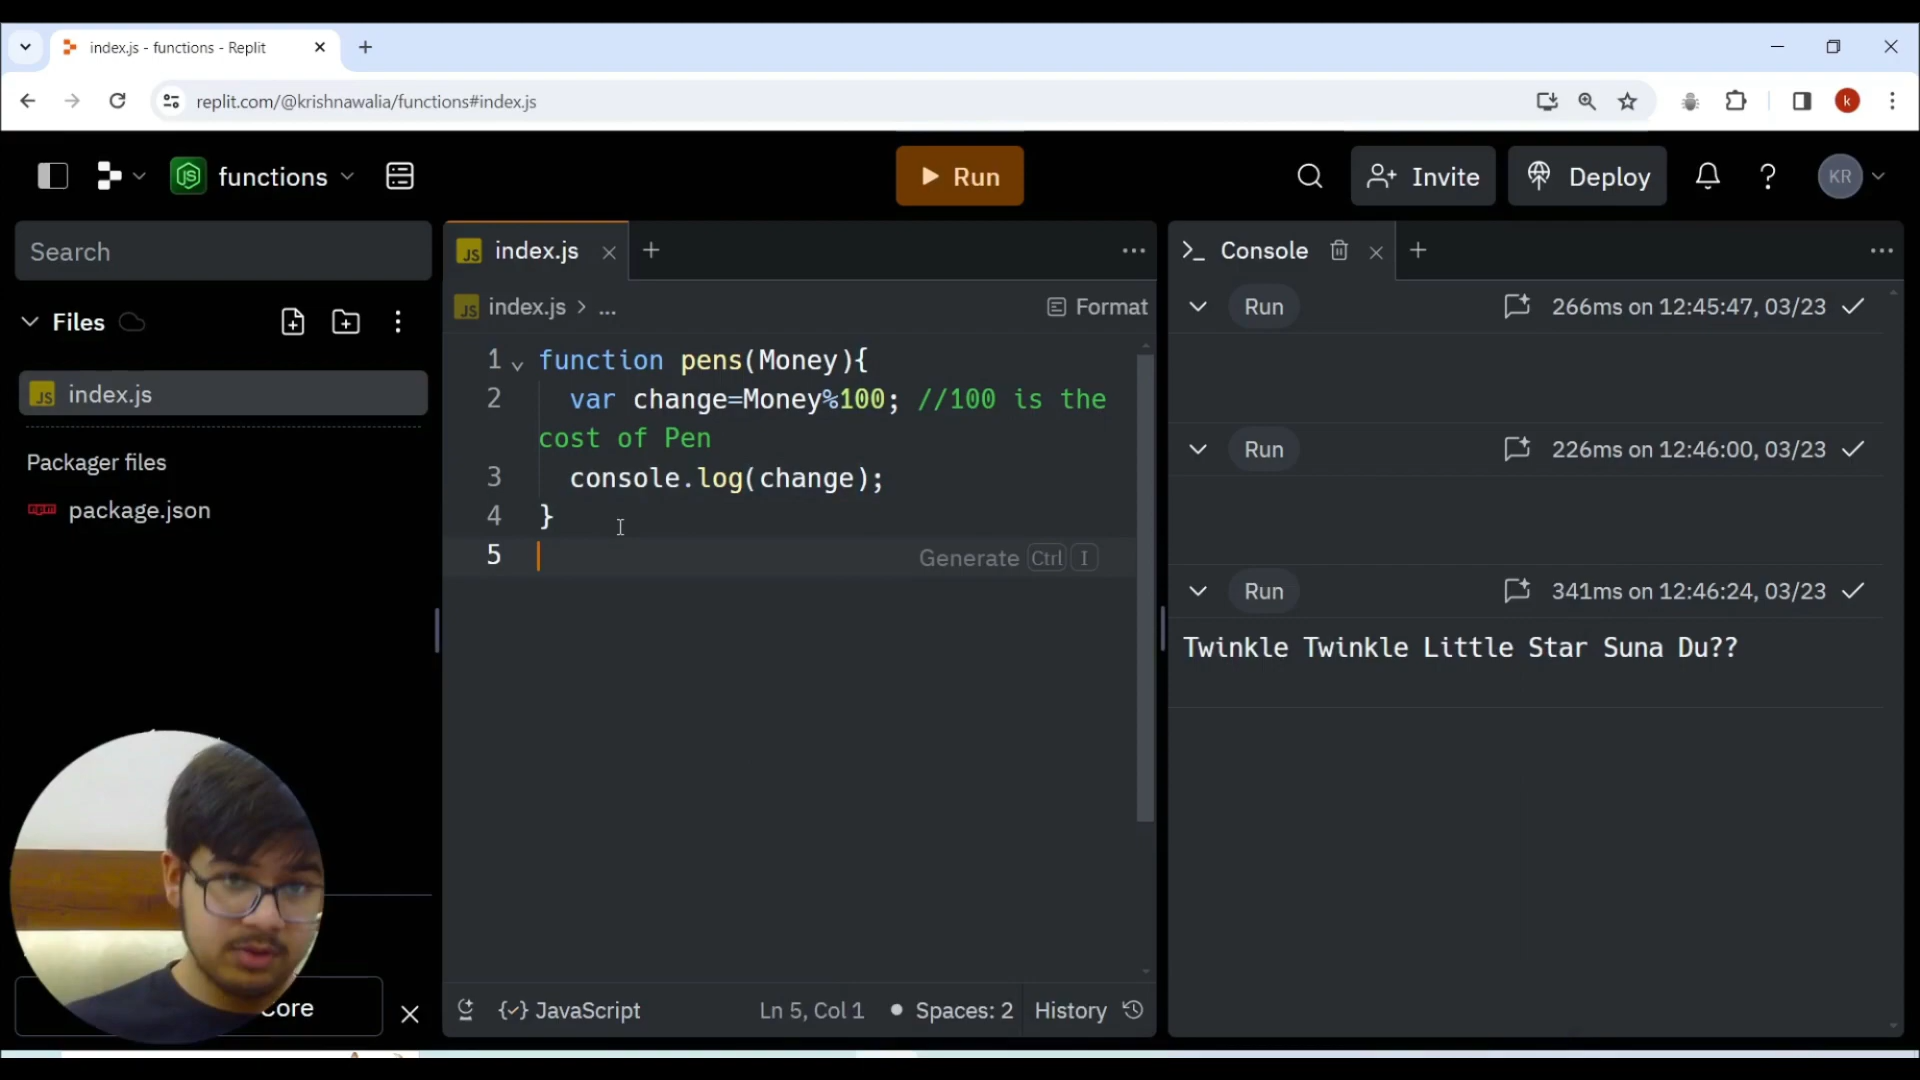 index.js - functions - Replit
replit.com/@krishnawalia/functions#index.js
k
functions
Run
Invite
Deploy
KR
Search
Files
index.js
Packager files
package.json
index.js
index.js > ...
Format
1 function pens(Money){
2 var change=Money%100; //100 is the
cost of Pen
3 console.log(change);
4 }
5
Generate Ctrl I
JavaScript
Ln 5, Col 1
Spaces: 2
History
Console
Run 266ms on 12:45:47, 03/23
Run 226ms on 12:46:00, 03/23
Run 341ms on 12:46:24, 03/23
Twinkle Twinkle Little Star Suna Du??